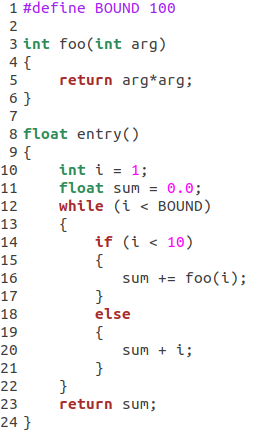 1 #define BOUND 100
2
3 int foo(int arg)
4 {
5     return arg*arg;
6 }
7
8 float entry()
9 {
10     int i = 1;
11     float sum = 0.0;
12     while (i < BOUND)
13     {
14         if (i < 10)
15         {
16            sum += foo(i);
17         }
18         else
19         {
20            sum + i;
21         }
22     }
23     return sum;
24 }